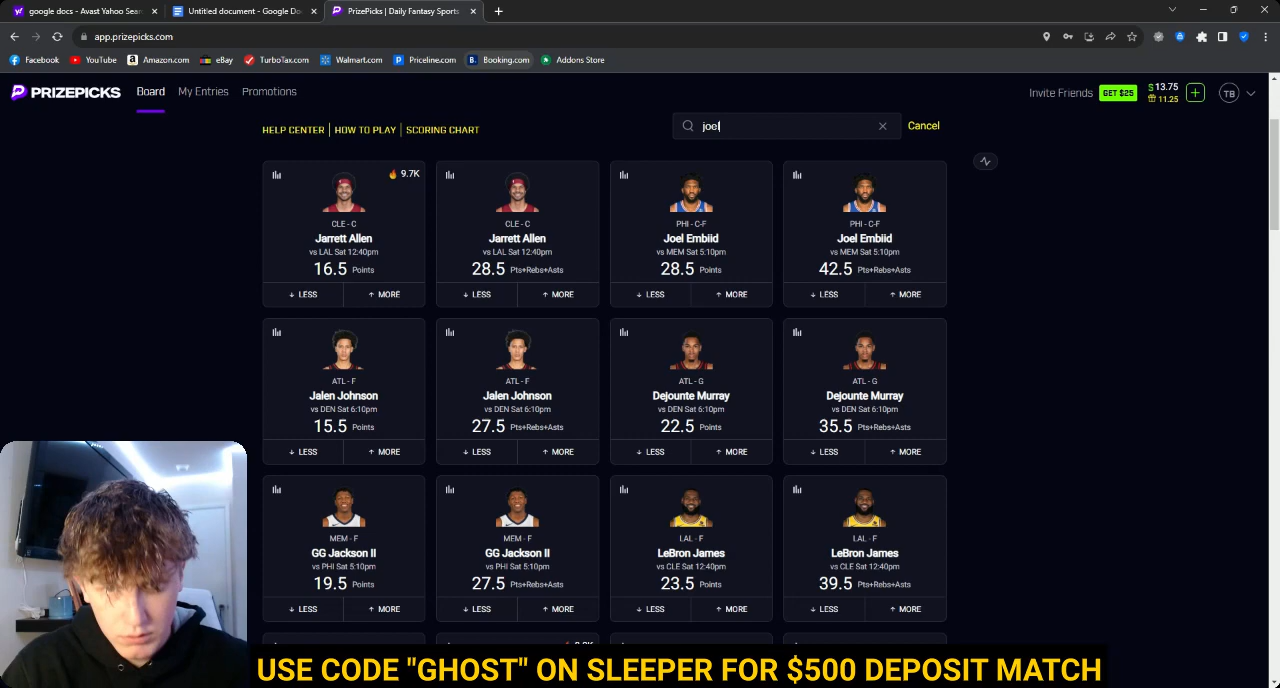 google docs - Avast Yahoo Sear
Untitled document - Google Doc
PrizePicks | Daily Fantasy Sports
app.prizepicks.com
Facebook
YouTube
Amazon.com
eBay
TurboTax.com
Walmart.com
Priceline.com
Booking.com
Addons Store
PRIZEPICKS
Board
My Entries
Promotions
Invite Friends
GET $25
$ 13.75
11.25
TB
HELP CENTER
HOW TO PLAY
SCORING CHART
joel
Cancel
9.7K
CLE - C
Jarrett Allen
vs LAL Sat 12:40pm
16.5 Points
LESS
MORE
CLE - C
Jarrett Allen
vs LAL Sat 12:40pm
28.5 Pts+Rebs+Asts
LESS
MORE
PHI - C-F
Joel Embiid
vs MEM Sat 5:10pm
28.5 Points
LESS
MORE
PHI - C-F
Joel Embiid
vs MEM Sat 5:10pm
42.5 Pts+Rebs+Asts
LESS
MORE
ATL - F
Jalen Johnson
vs DEN Sat 6:10pm
15.5 Points
LESS
MORE
ATL - F
Jalen Johnson
vs DEN Sat 6:10pm
27.5 Pts+Rebs+Asts
LESS
MORE
ATL - G
Dejounte Murray
vs DEN Sat 6:10pm
22.5 Points
LESS
MORE
ATL - G
Dejounte Murray
vs DEN Sat 6:10pm
35.5 Pts+Rebs+Asts
LESS
MORE
MEM - F
GG Jackson II
vs PHI Sat 5:10pm
19.5 Points
LESS
MORE
MEM - F
GG Jackson II
vs PHI Sat 5:10pm
27.5 Pts+Rebs+Asts
LESS
MORE
LAL - F
LeBron James
vs CLE Sat 12:40pm
23.5 Points
LESS
MORE
LAL - F
LeBron James
vs CLE Sat 12:40pm
39.5 Pts+Rebs+Asts
LESS
MORE
USE CODE "GHOST" ON SLEEPER FOR $500 DEPOSIT MATCH